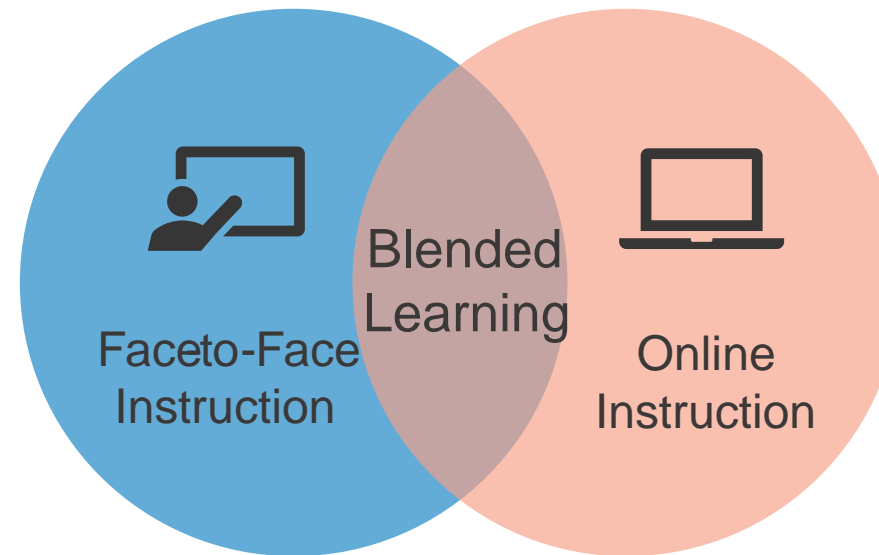 Faceto-Face
Instruction
Blended
Learning
Online
Instruction